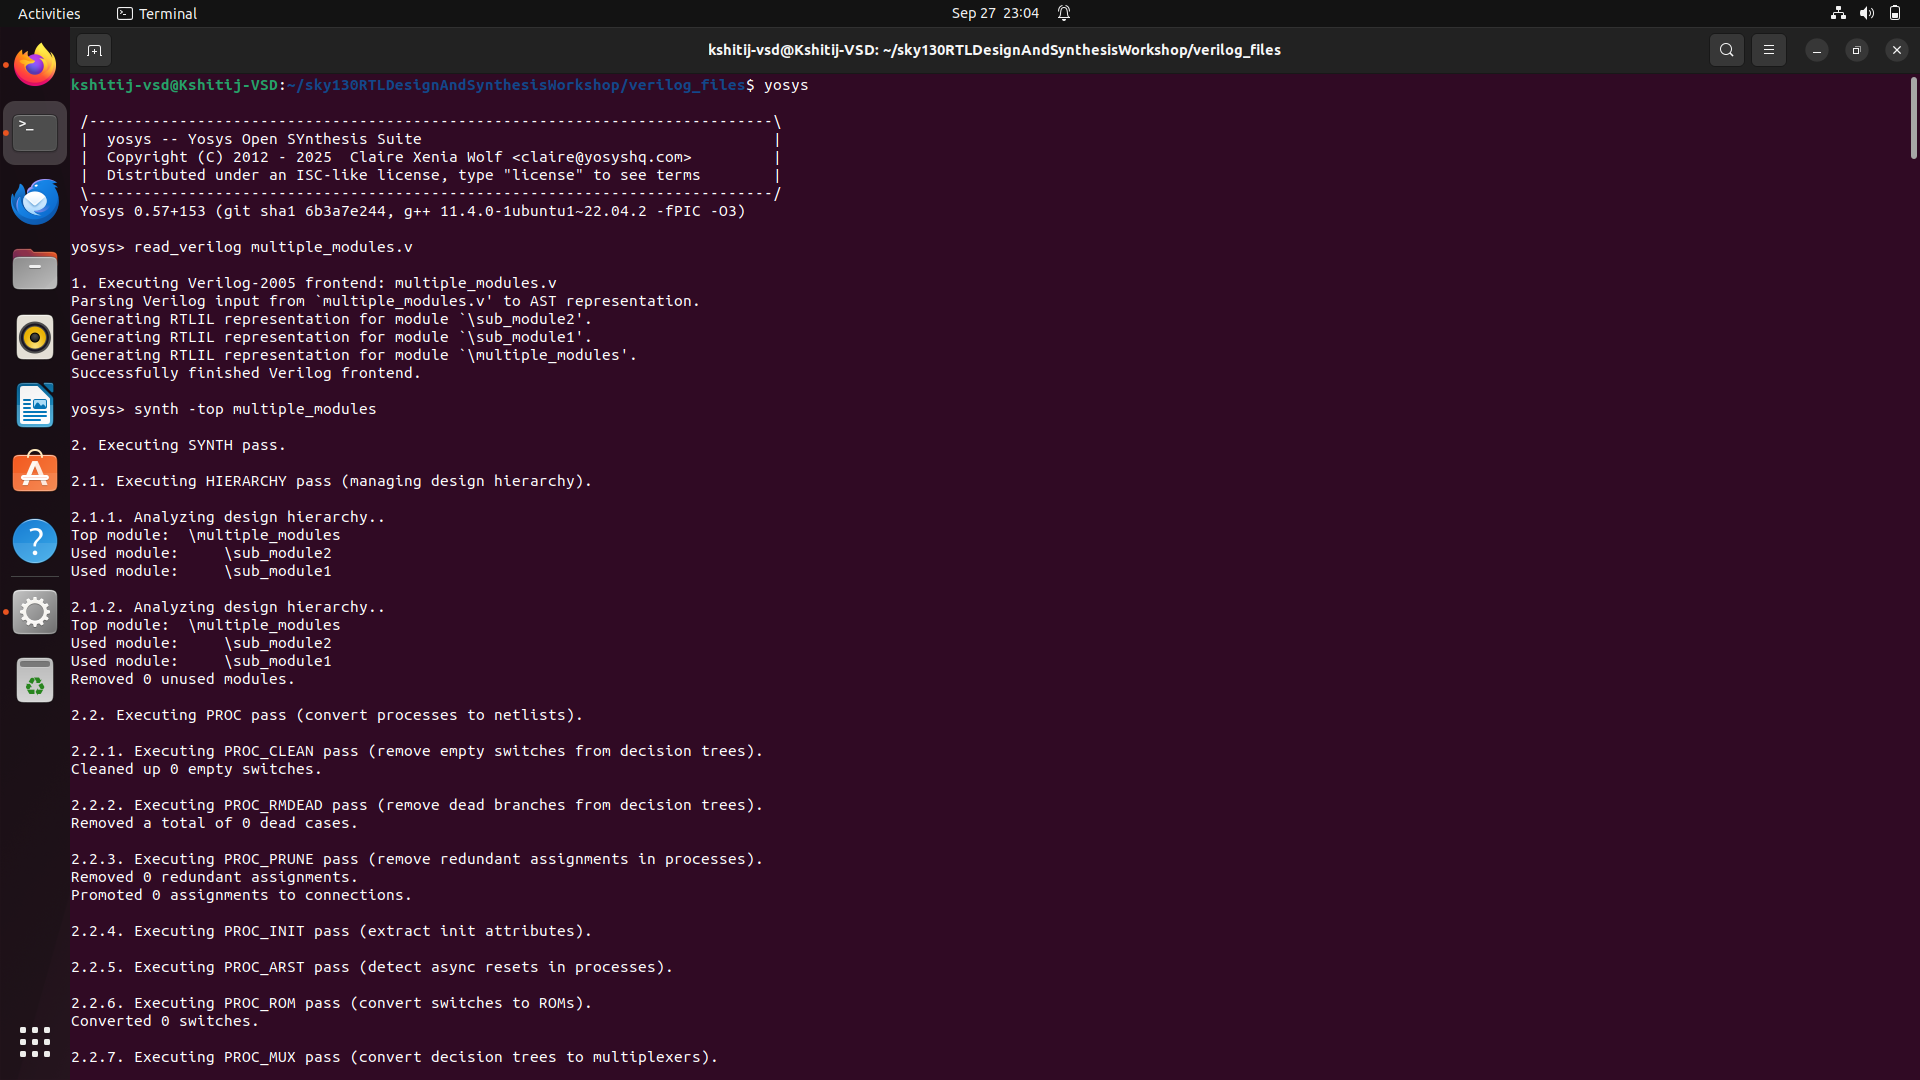 Activities
Terminal
Sep 27 23:04
kshitij-vsd@Kshitij-VSD: ~/sky130RTLDesignAndSynthesisWorkshop/verilog_files
kshitij-vsd@Kshitij-VSD:~/sky130RTLDesignAndSynthesisWorkshop/verilog_files$ yosys
/----------------------------------------------------------------------------\
|  yosys -- Yosys Open SYnthesis Suite                                       |
|  Copyright (C) 2012 - 2025  Claire Xenia Wolf <claire@yosyshq.com>         |
|  Distributed under an ISC-like license, type "license" to see terms        |
\----------------------------------------------------------------------------/
Yosys 0.57+153 (git sha1 6b3a7e244, g++ 11.4.0-1ubuntu1~22.04.2 -fPIC -O3)
yosys> read_verilog multiple_modules.v
1. Executing Verilog-2005 frontend: multiple_modules.v
Parsing Verilog input from `multiple_modules.v' to AST representation.
Generating RTLIL representation for module `\sub_module2'.
Generating RTLIL representation for module `\sub_module1'.
Generating RTLIL representation for module `\multiple_modules'.
Successfully finished Verilog frontend.
yosys> synth -top multiple_modules
2. Executing SYNTH pass.
2.1. Executing HIERARCHY pass (managing design hierarchy).
2.1.1. Analyzing design hierarchy..
Top module:  \multiple_modules
Used module:     \sub_module2
Used module:     \sub_module1
2.1.2. Analyzing design hierarchy..
Top module:  \multiple_modules
Used module:     \sub_module2
Used module:     \sub_module1
Removed 0 unused modules.
2.2. Executing PROC pass (convert processes to netlists).
2.2.1. Executing PROC_CLEAN pass (remove empty switches from decision trees).
Cleaned up 0 empty switches.
2.2.2. Executing PROC_RMDEAD pass (remove dead branches from decision trees).
Removed a total of 0 dead cases.
2.2.3. Executing PROC_PRUNE pass (remove redundant assignments in processes).
Removed 0 redundant assignments.
Promoted 0 assignments to connections.
2.2.4. Executing PROC_INIT pass (extract init attributes).
2.2.5. Executing PROC_ARST pass (detect async resets in processes).
2.2.6. Executing PROC_ROM pass (convert switches to ROMs).
Converted 0 switches.
2.2.7. Executing PROC_MUX pass (convert decision trees to multiplexers).